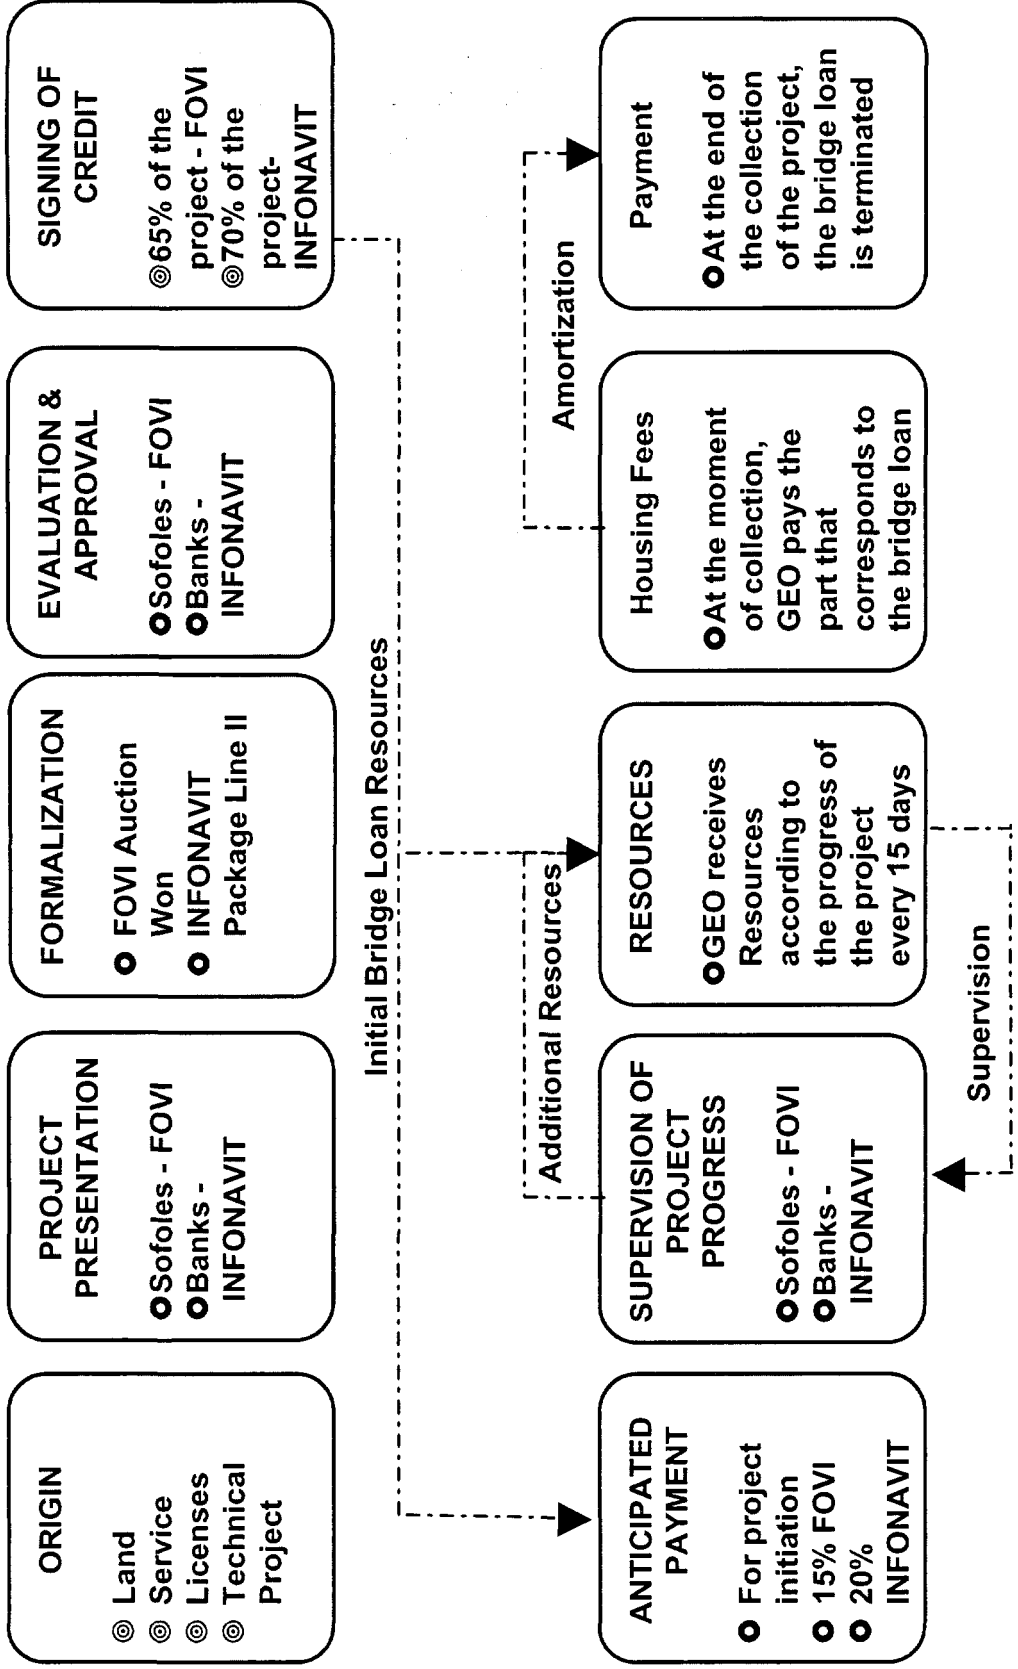 ORIGIN
Land
Service
Licenses
Technical
Project
PROJECT
PRESENTATION
Sofoles - FOVI
Banks -
INFONAVIT
FORMALIZATION
FOVI Auction
Won
INFONAVIT
Package Line II
EVALUATION &
APPROVAL
Sofoles - FOVI
Banks -
INFONAVIT
SIGNING OF
CREDIT
65% of the
project - FOVI
70% of the
project-
INFONAVIT
Initial Bridge Loan Resources
Additional Resources
Amortization
ANTICIPATED
PAYMENT
For project
initiation
15% FOVI
20%
INFONAVIT
SUPERVISION OF
PROJECT
PROGRESS
Sofoles - FOVI
Banks -
INFONAVIT
RESOURCES
GEO receives
Resources
according to
the progress of
the project
every 15 days
Housing Fees
At the moment
of collection,
GEO pays the
part that
corresponds to
the bridge loan
Payment
At the end of
the collection
of the project,
the bridge loan
is terminated
Supervision